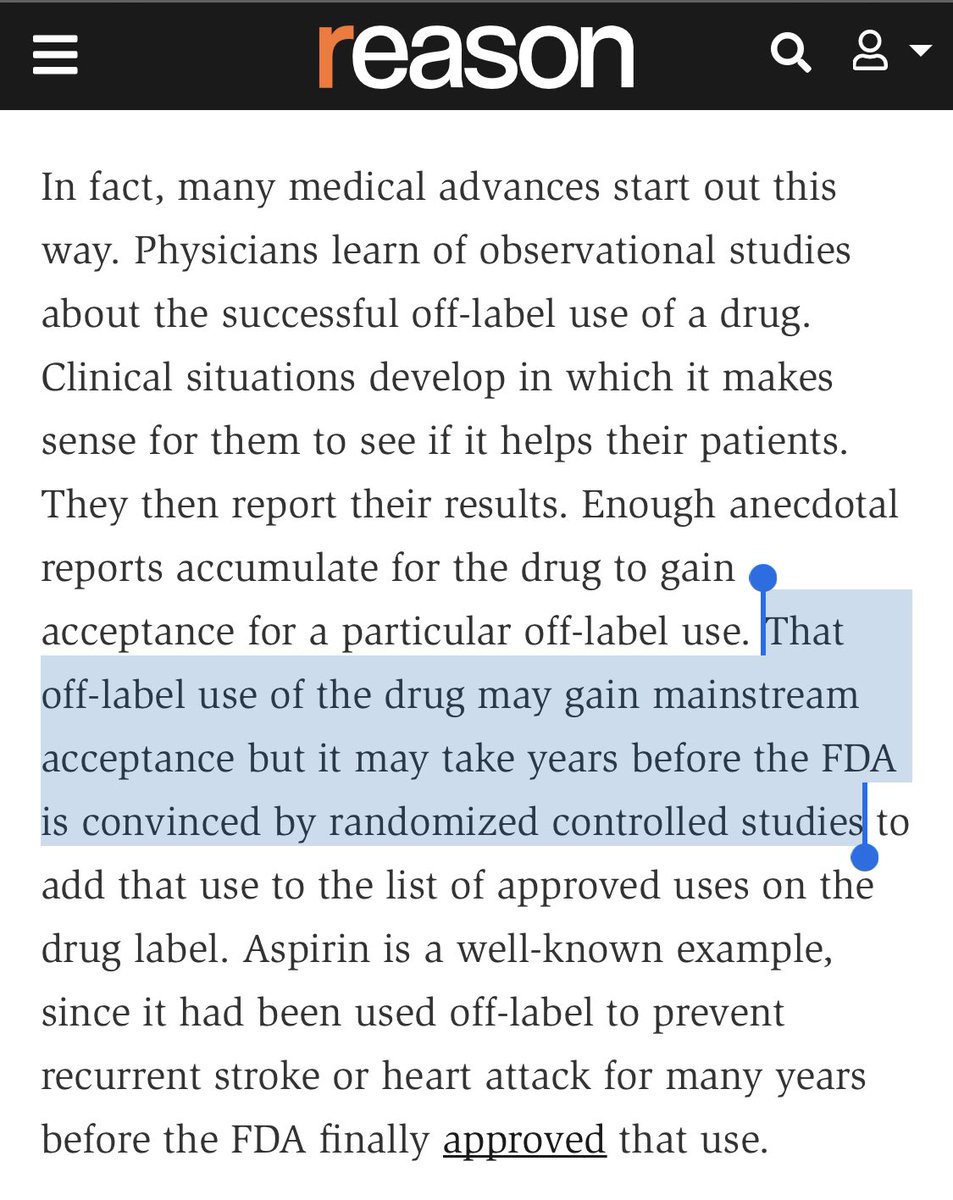 reason
In fact, many medical advances start out this
way. Physicians learn of observational studies
about the successful off-label use of a drug.
Clinical situations develop in which it makes
sense for them to see if it helps their patients.
They then report their results. Enough anecdotal
reports accumulate for the drug to gain
acceptance for a particular off-label use. That
off-label use of the drug may gain mainstream
acceptance but it may take years before the FDA
is convinced by randomized controlled studies to
add that use to the list of approved uses on the
drug label. Aspirin is a well-known example,
since it had been used off-label to prevent
recurrent stroke or heart attack for many years
before the FDA finally approved that use.